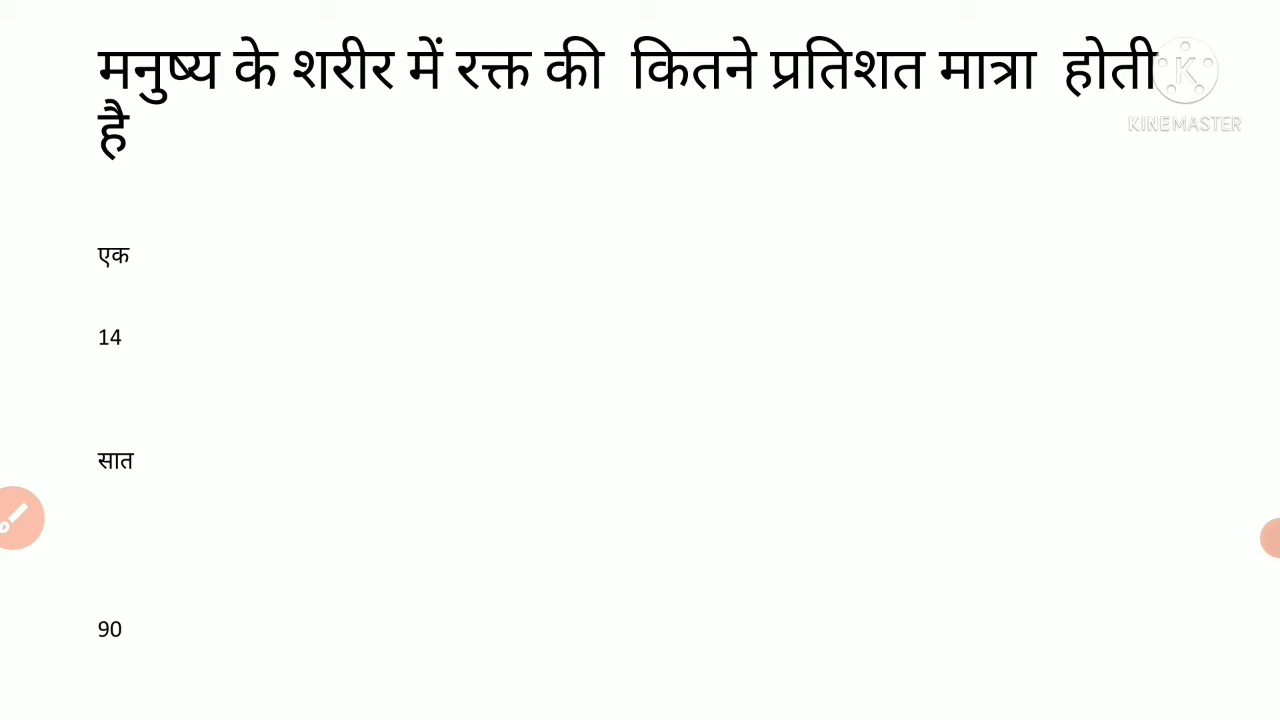 मनुष्य के शरीर में रक्त की कितने प्रतिशत मात्रा होती
है
KINEMASTER
एक
14
सात
90